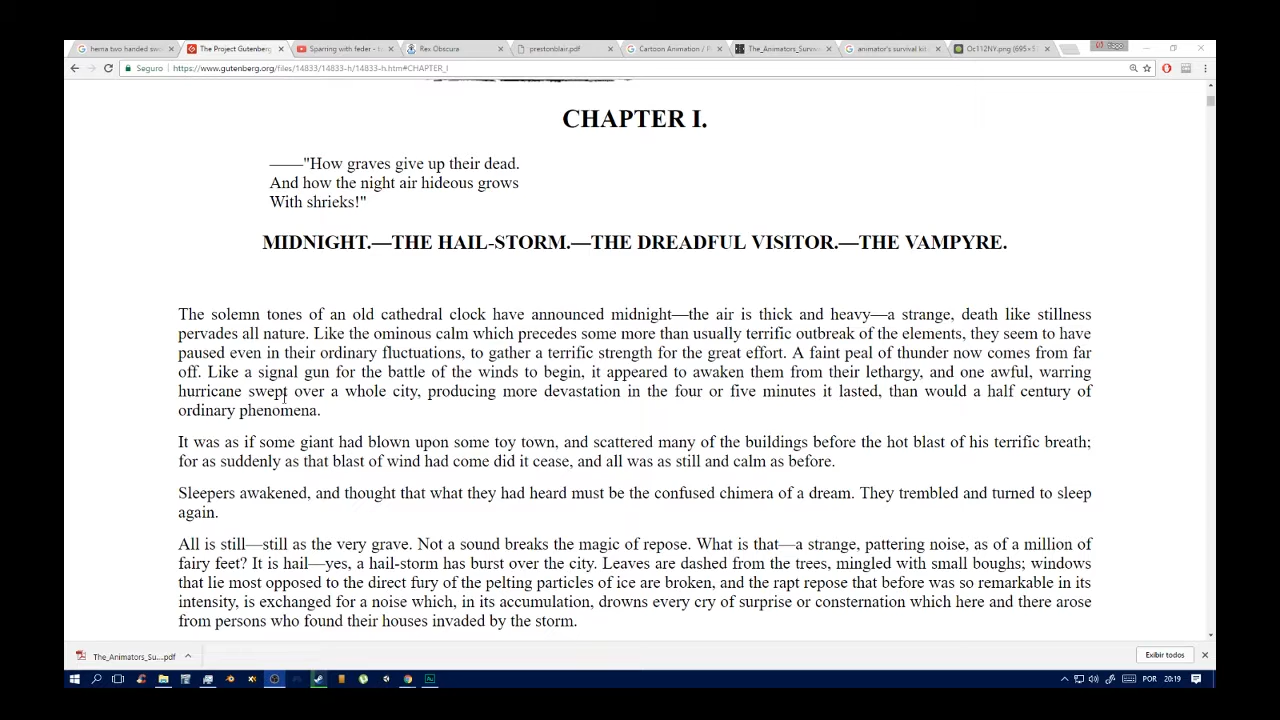 hema two handed swo
The Project Gutenberg
Sparring with feder - t
Rex Obscura
prestonblair.pdf
Cartoon Animation / P
The_Animators_Surviv
animator's survival ki
Oc112NY.png (695×5
Seguro
https://www.gutenberg.org/files/14833/14833-h/14833-h.htm#CHAPTER_I
CHAPTER I.
——"How graves give up their dead.
And how the night air hideous grows
With shrieks!"
MIDNIGHT.—THE HAIL-STORM.—THE DREADFUL VISITOR.—THE VAMPYRE.
The solemn tones of an old cathedral clock have announced midnight—the air is thick and heavy—a strange, death like stillness
pervades all nature. Like the ominous calm which precedes some more than usually terrific outbreak of the elements, they seem to have
paused even in their ordinary fluctuations, to gather a terrific strength for the great effort. A faint peal of thunder now comes from far
off. Like a signal gun for the battle of the winds to begin, it appeared to awaken them from their lethargy, and one awful, warring
hurricane swept over a whole city, producing more devastation in the four or five minutes it lasted, than would a half century of
ordinary phenomena.
It was as if some giant had blown upon some toy town, and scattered many of the buildings before the hot blast of his terrific breath;
for as suddenly as that blast of wind had come did it cease, and all was as still and calm as before.
Sleepers awakened, and thought that what they had heard must be the confused chimera of a dream. They trembled and turned to sleep
again.
All is still—still as the very grave. Not a sound breaks the magic of repose. What is that—a strange, pattering noise, as of a million of
fairy feet? It is hail—yes, a hail-storm has burst over the city. Leaves are dashed from the trees, mingled with small boughs; windows
that lie most opposed to the direct fury of the pelting particles of ice are broken, and the rapt repose that before was so remarkable in its
intensity, is exchanged for a noise which, in its accumulation, drowns every cry of surprise or consternation which here and there arose
from persons who found their houses invaded by the storm.
The_Animators_Su....pdf
Exibir todos
POR
20:19